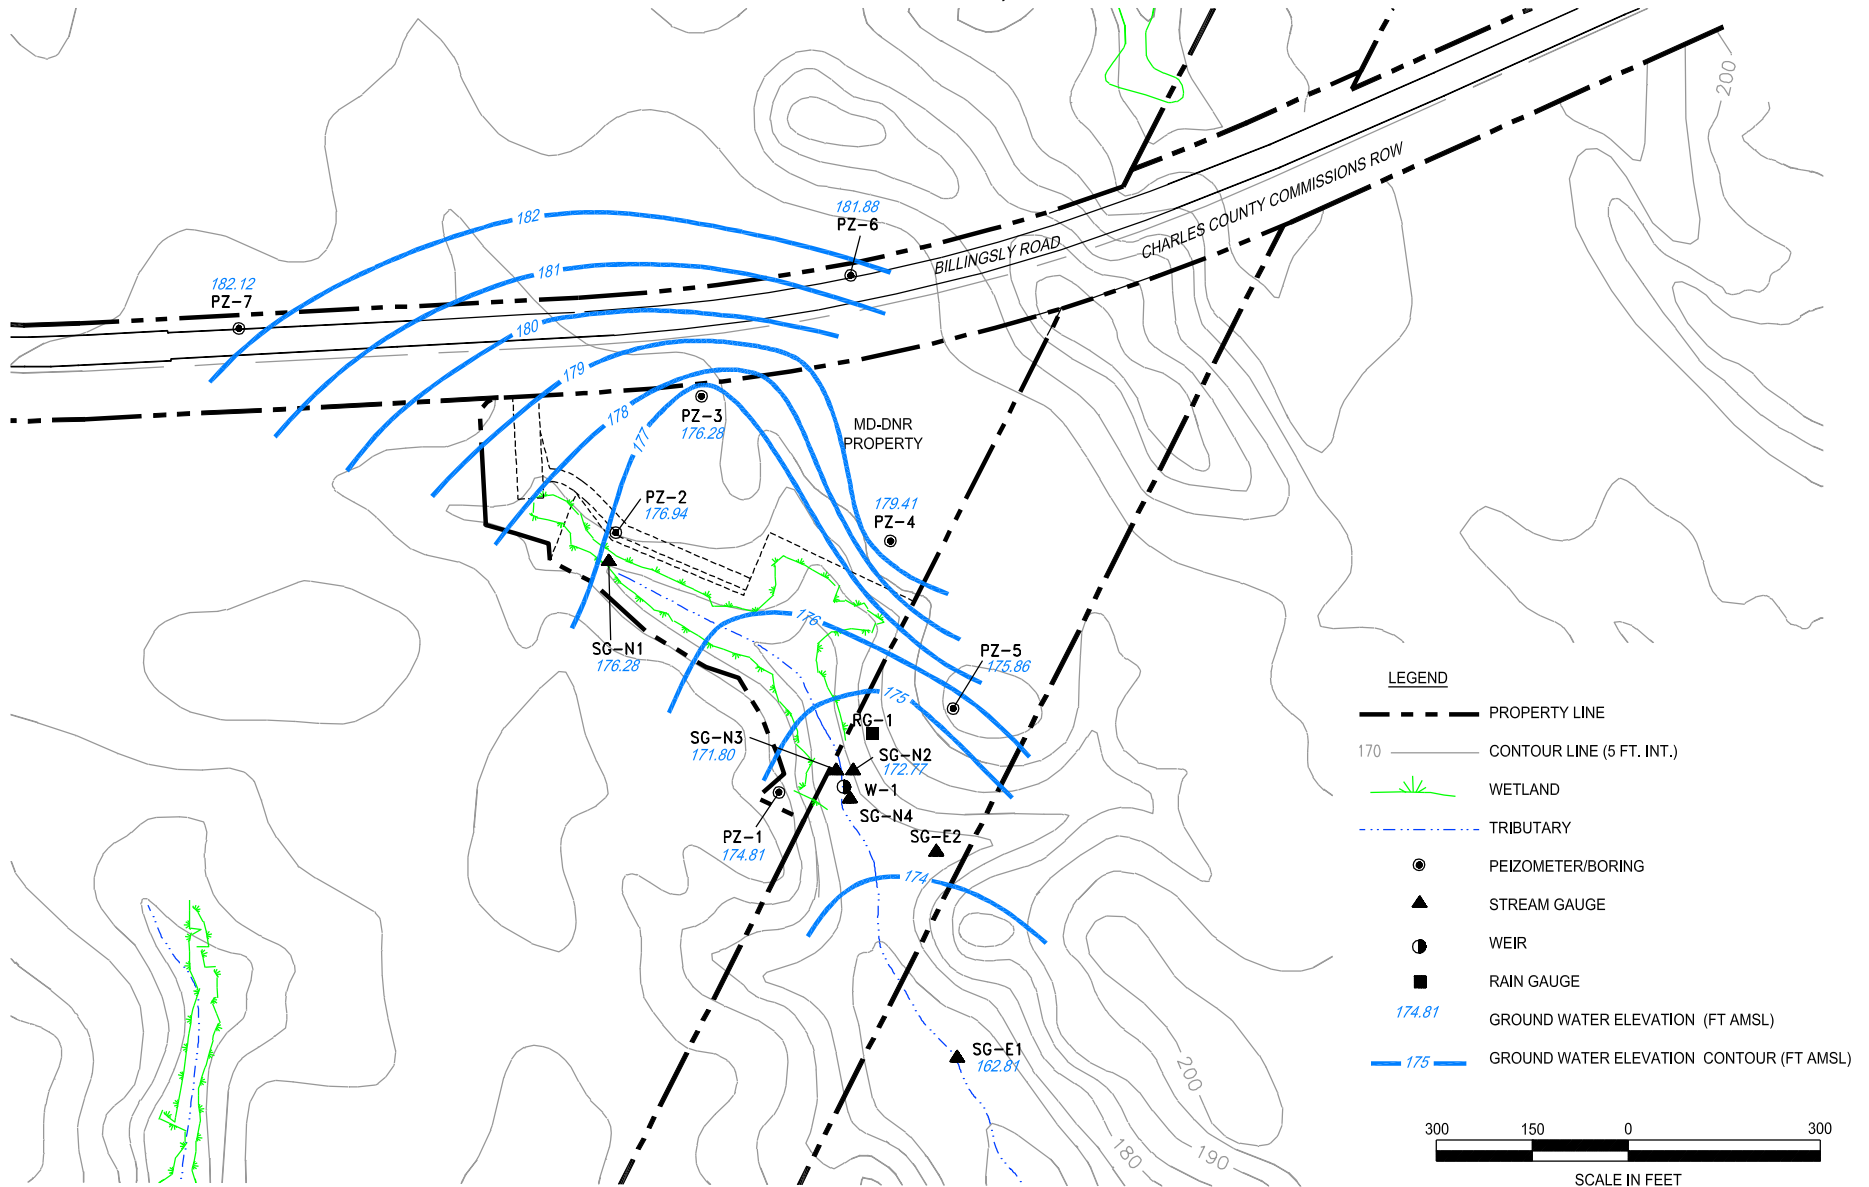 200
182
181.88
PZ-6
BILLINGSLY ROAD
CHARLES COUNTY COMMISSIONS ROW
181
182.12
PZ-7
180
179
178
177
PZ-3
176.28
MD-DNR
PROPERTY
PZ-2
176.94
179.41
PZ-4
176
SG-N1
176.28
PZ-5
175.86
175
RG-1
SG-N3
171.80
SG-N2
172.77
W-1
SG-N4
PZ-1
174.81
SG-E2
174
SG-E1
162.81
200
190
180
LEGEND
PROPERTY LINE
170
CONTOUR LINE (5 FT. INT.)
WETLAND
TRIBUTARY
PEIZOMETER/BORING
STREAM GAUGE
WEIR
RAIN GAUGE
174.81
GROUND WATER ELEVATION (FT AMSL)
175
GROUND WATER ELEVATION CONTOUR (FT AMSL)
300 150 0 300
SCALE IN FEET